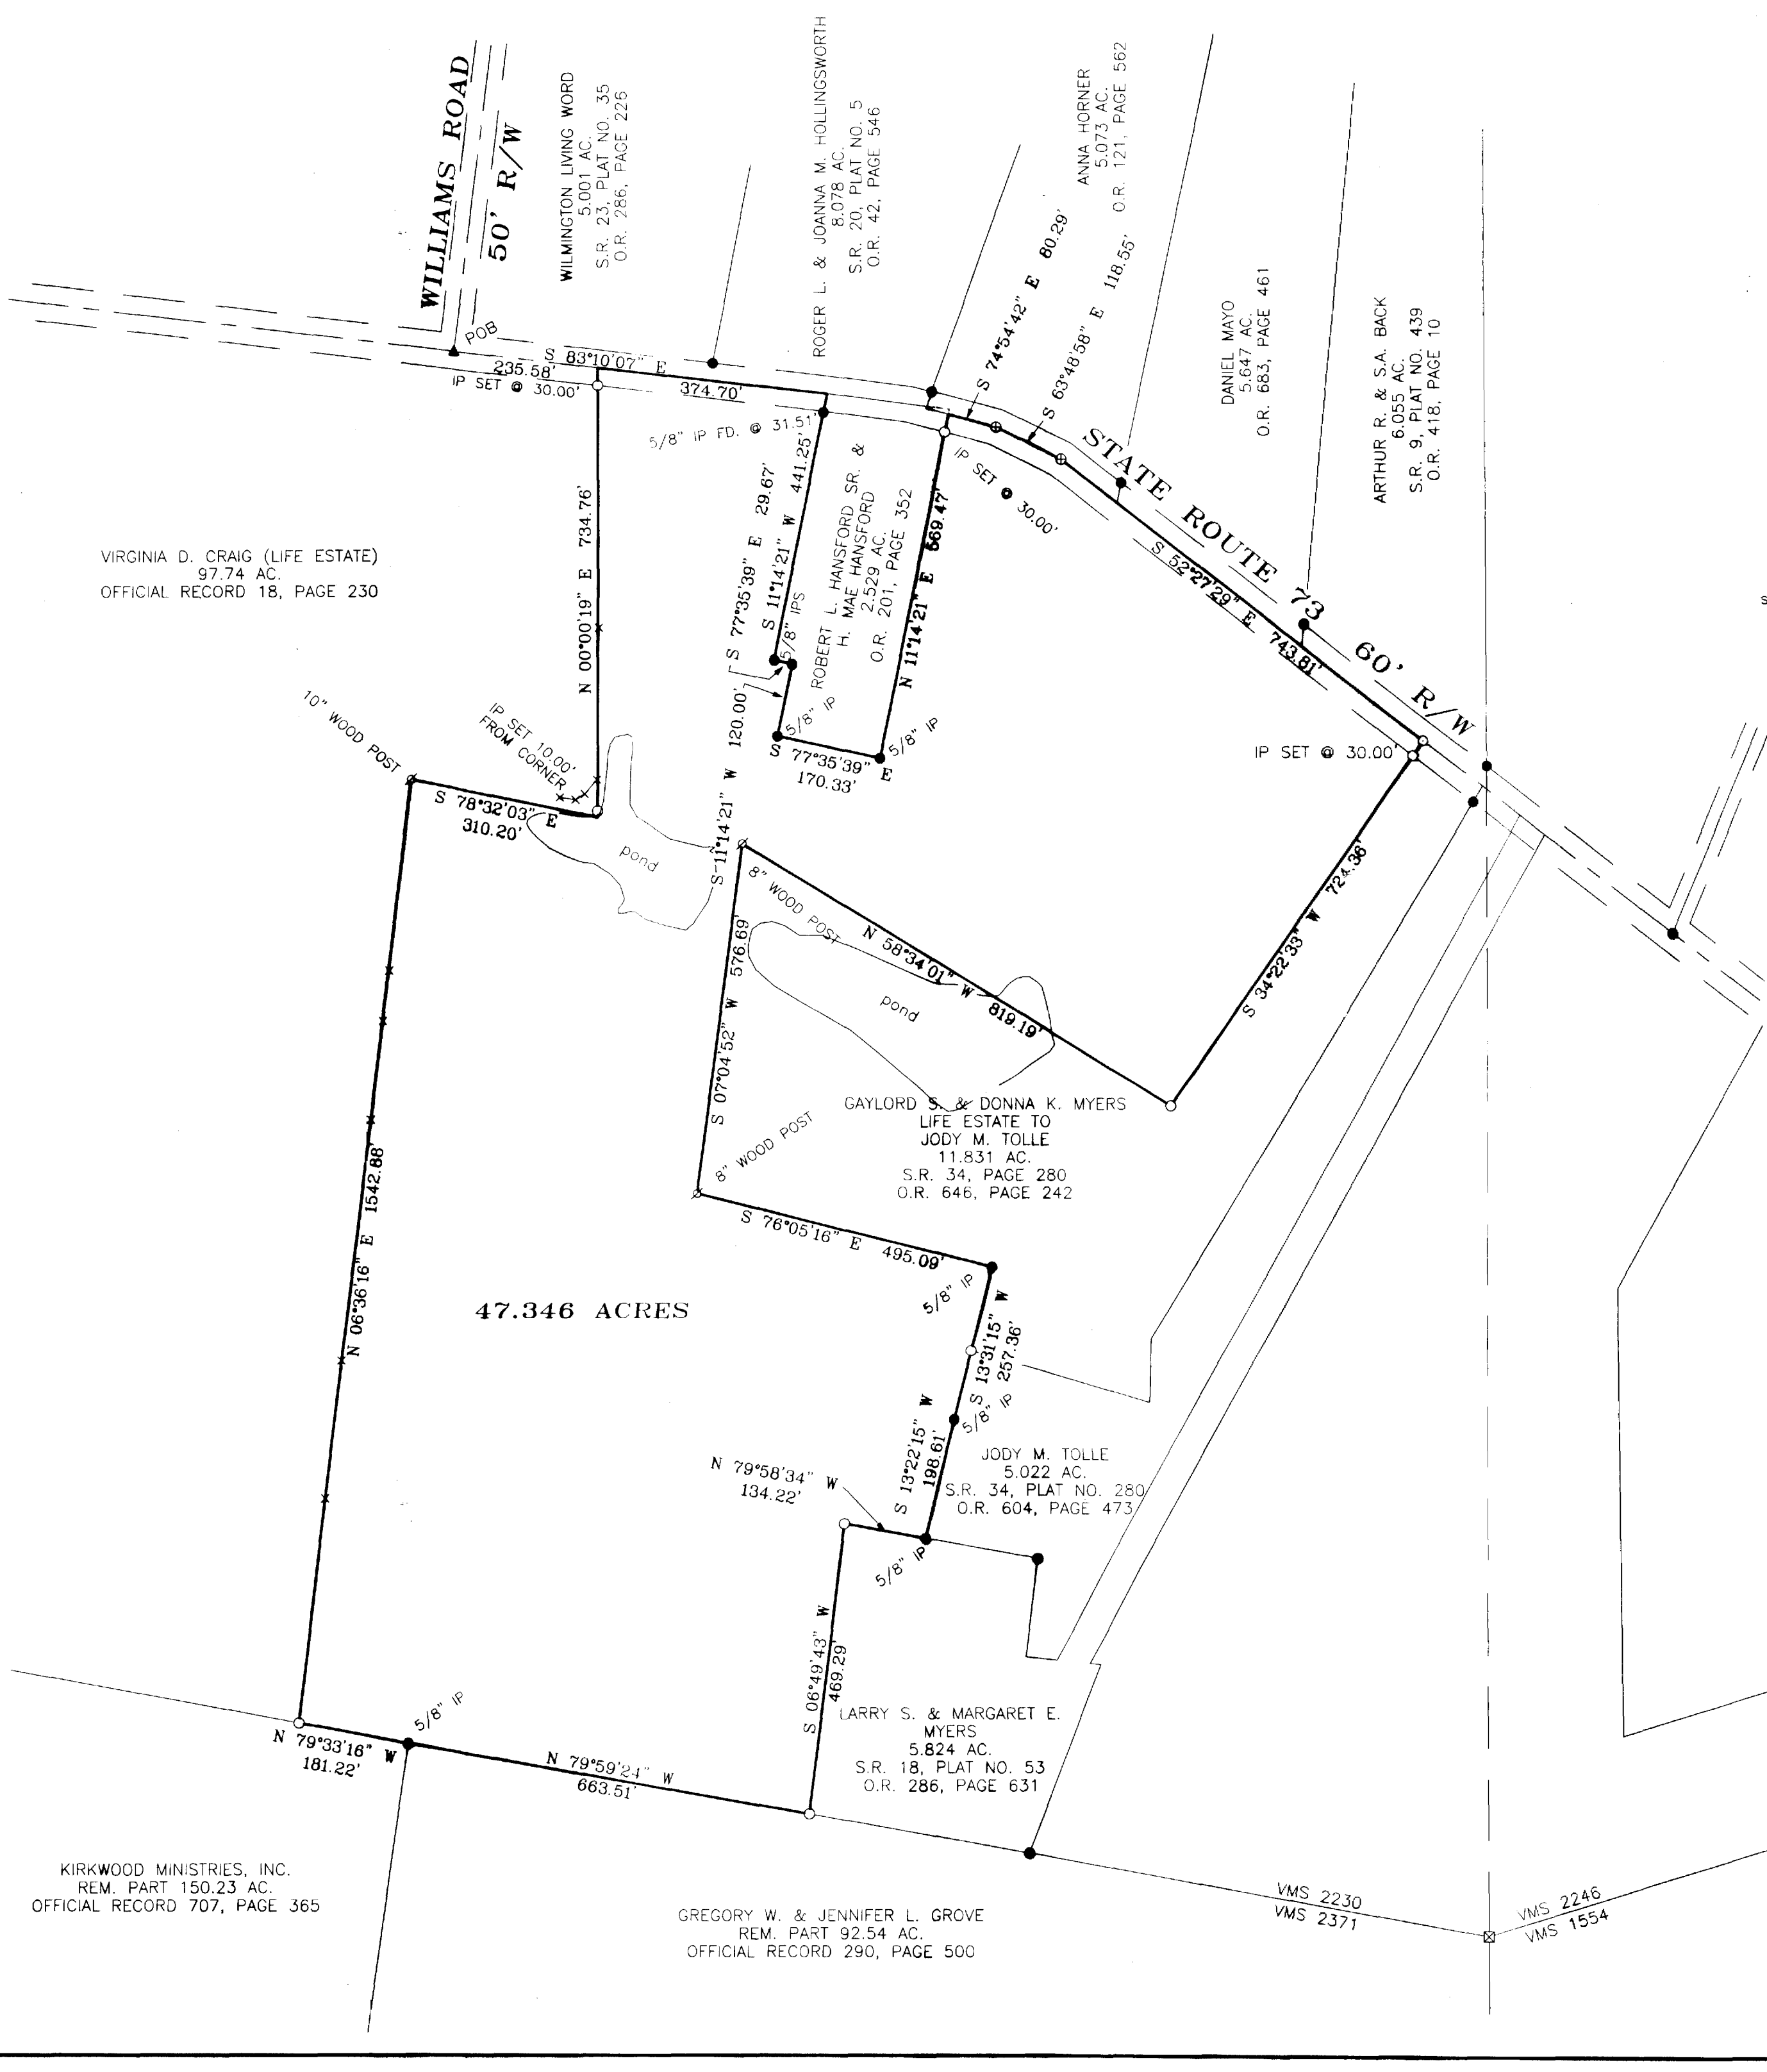 WILLIAMS ROAD
50' R/W
WILMINGTON LIVING WORD
5.001 AC.
S.R. 23, PLAT NO. 35
O.R. 286, PAGE 226
ROGER L. & JOANNA M. HOLLINGSWORTH
8.078 AC.
S.R. 20, PLAT NO. 5
O.R. 42, PAGE 546
ANNA HORNER
5.073 AC.
O.R. 121, PAGE 562
S 74°54'42" E 80.29'
S 63°48'58" E 118.55'
DANIEL MAYO
5.647 AC.
O.R. 683, PAGE 461
ARTHUR R. & S.A. BACK
6.055 AC.
S.R. 9, PLAT NO. 439
O.R. 418, PAGE 10
POB
S 83°10'07" E
235.58'
374.70'
IP SET @ 30.00'
5/8" IP FD. @ 31.51'
STATE ROUTE 73 60' R/W
IP SET @ 30.00'
S 52°27'29" E 743.81'
IP SET @ 30.00'
VIRGINIA D. CRAIG (LIFE ESTATE)
97.74 AC.
OFFICIAL RECORD 18, PAGE 230
N 00°00'19" E 734.76'
S 77°35'39" E 29.67'
S 11°14'21" W 441.25'
5/8" IPS
ROBERT L. HANSFORD SR. &
H. MAE HANSFORD
2.529 AC.
O.R. 201, PAGE 352
N 11°14'21" E 569.47'
S 11°14'21" W 120.00'
5/8" IP
5/8" IP
S 77°35'39" E
170.33'
10" WOOD POST
IP SET 10.00'
FROM CORNER
S 78°32'03" E
310.20'
pond
8" WOOD POST
N 58°34'01" W 819.19'
pond
S 34°22'33" W 724.36'
S 07°04'52" W 576.69'
8" WOOD POST
GAYLORD S. & DONNA K. MYERS
LIFE ESTATE TO
JODY M. TOLLE
11.831 AC.
S.R. 34, PAGE 280
O.R. 646, PAGE 242
N 06°36'16" E 1542.88'
S 76°05'16" E 495.09'
5/8" IP
47.346 ACRES
S 13°31'15" W
257.36'
5/8" IP
S 13°22'15" W
198.61'
JODY M. TOLLE
5.022 AC.
S.R. 34, PLAT NO. 280
O.R. 604, PAGE 473
N 79°58'34" W
134.22'
5/8" IP
S 06°49'43" W
469.29'
LARRY S. & MARGARET E.
MYERS
5.824 AC.
S.R. 18, PLAT NO. 53
O.R. 286, PAGE 631
5/8" IP
N 79°33'16" W
181.22'
N 79°59'24" W
663.51'
KIRKWOOD MINISTRIES, INC.
REM. PART 150.23 AC.
OFFICIAL RECORD 707, PAGE 365
GREGORY W. & JENNIFER L. GROVE
REM. PART 92.54 AC.
OFFICIAL RECORD 290, PAGE 500
VMS 2230
VMS 2371
VMS 2246
VMS 1554